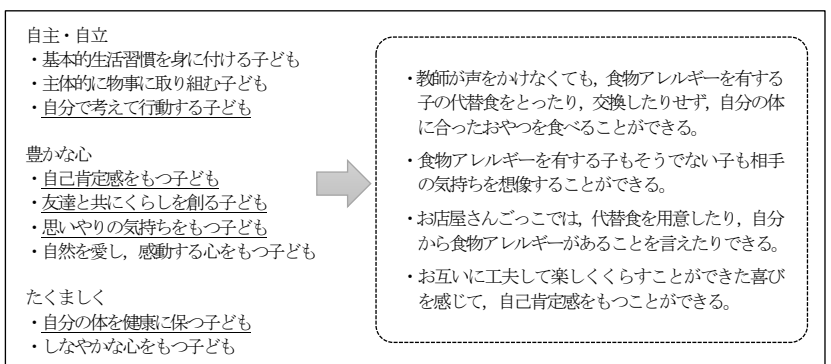 自主・自立
・基本的生活習慣を身に付ける子ども
・主体的に物事に取り組む子ども
・自分で考えて行動する子ども
豊かな心
・自己肯定感をもつ子ども
・友達と共にくらしを創る子ども
・思いやりの気持ちをもつ子ども
・自然を愛し，感動する心をもつ子ども
たくましく
・自分の体を健康に保つ子ども
・しなやかな心をもつ子ども
・教師が声をかけなくても，食物アレルギーを有する
子の代替食をとったり，交換したりせず，自分の体
に合ったおやつを食べることができる。
・食物アレルギーを有する子もそうでない子も相手
の気持ちを想像することができる。
・お店屋さんごっこでは，代替食を用意したり，自分
から食物アレルギーがあることを言えたりできる。
・お互いに工夫して楽しくくらすことができた喜び
を感じて，自己肯定感をもつことができる。